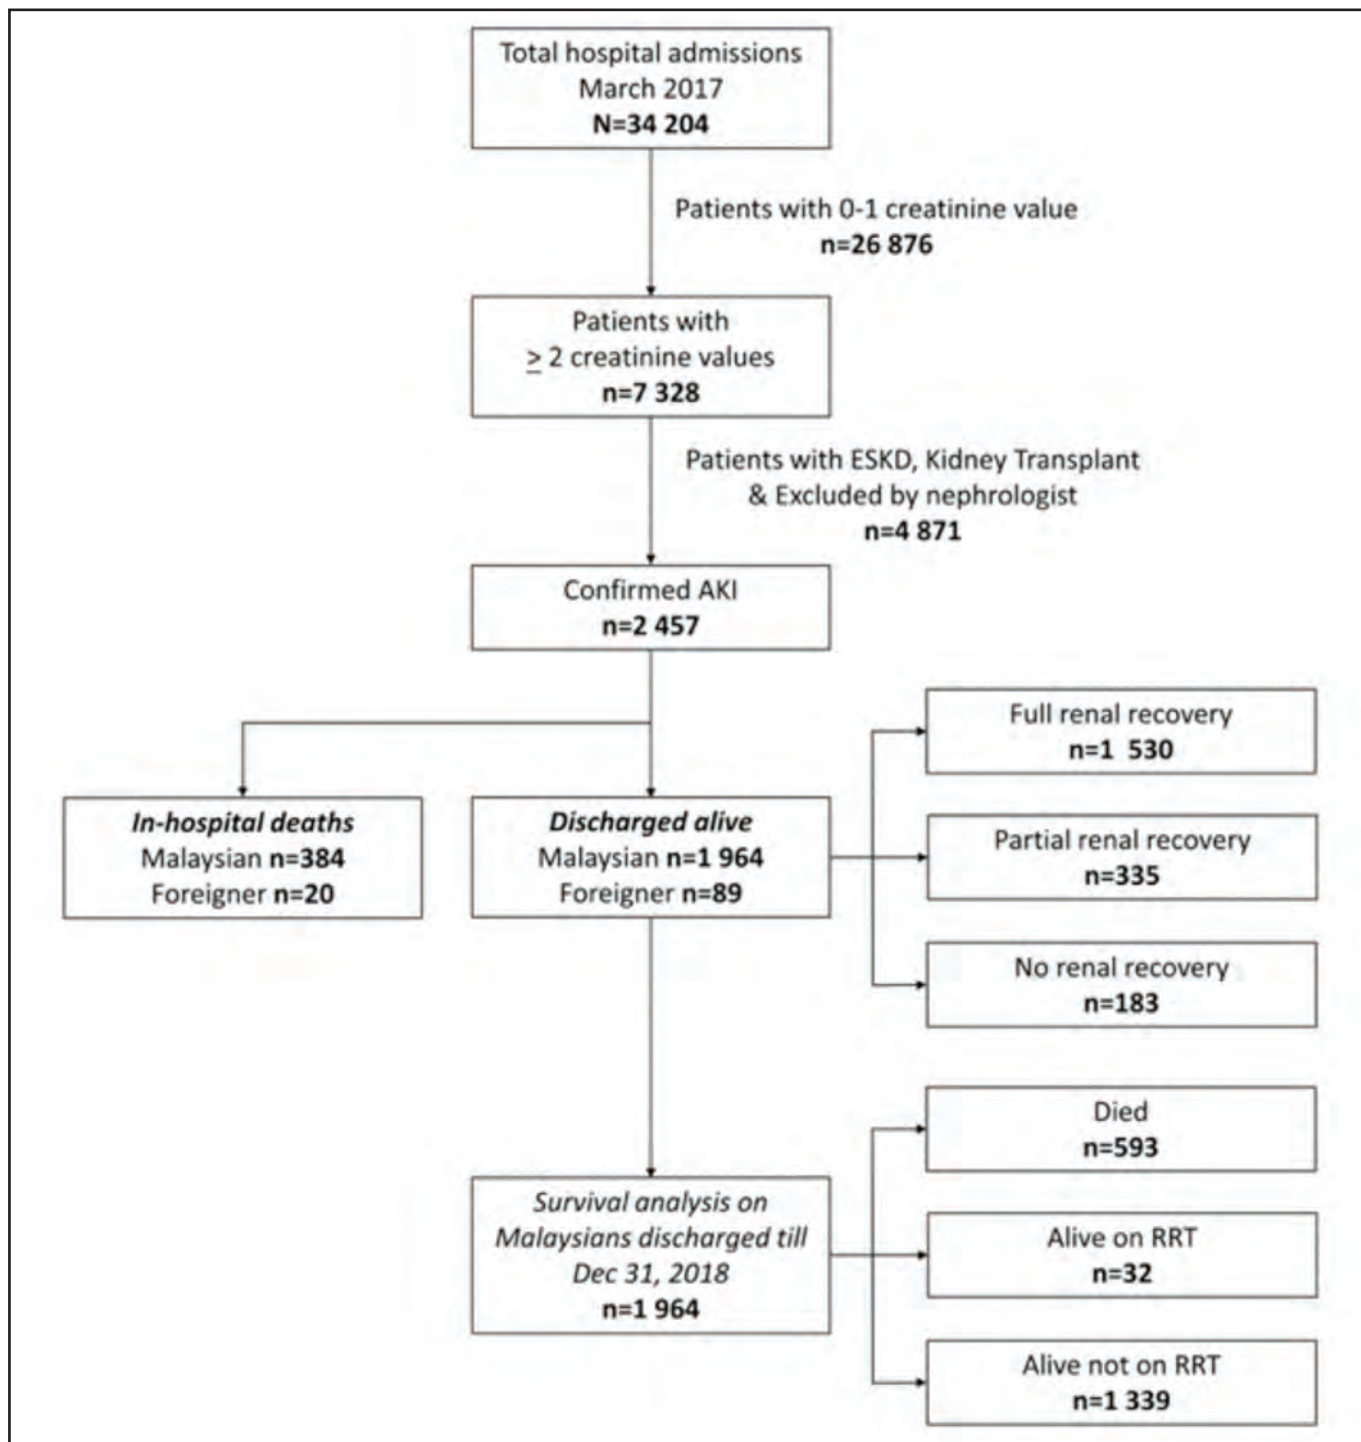 Total hospital admissions
March 2017
N=34 204
Patients with 0-1 creatinine value
n=26 876
Patients with
≥ 2 creatinine values
n=7 328
Patients with ESKD, Kidney Transplant
& Excluded by nephrologist
n=4 871
Confirmed AKI
n=2 457
In-hospital deaths
Malaysian n=384
Foreigner n=20
Discharged alive
Malaysian n=1 964
Foreigner n=89
Full renal recovery
n=1 530
Partial renal recovery
n=335
No renal recovery
n=183
Survival analysis on
Malaysians discharged till
Dec 31, 2018
n=1 964
Died
n=593
Alive on RRT
n=32
Alive not on RRT
n=1 339